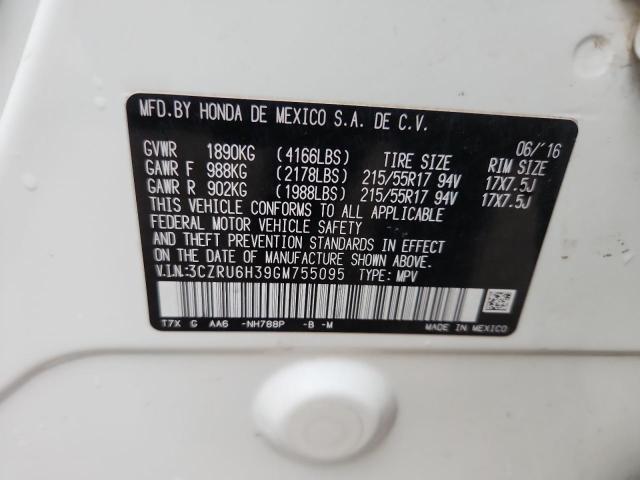 MFD.BY HONDA DE MEXICO S.A. DE C.V.
06/'16
GVWR 1890KG (4166LBS) TIRE SIZE RIM SIZE
GAWR F 988KG (2178LBS) 215/55R17 94V 17X7.5J
GAWR R 902KG (1988LBS) 215/55R17 94V 17X7.5J
THIS VEHICLE CONFORMS TO ALL APPLICABLE
FEDERAL MOTOR VEHICLE SAFETY
AND THEFT PREVENTION STANDARDS IN EFFECT
ON THE DATE OF MANUFACTURE SHOWN ABOVE.
V.I.N:3CZRU6H39GM755095 TYPE: MPV
T7X G AA6 -NH788P -B -M
MADE IN MEXICO